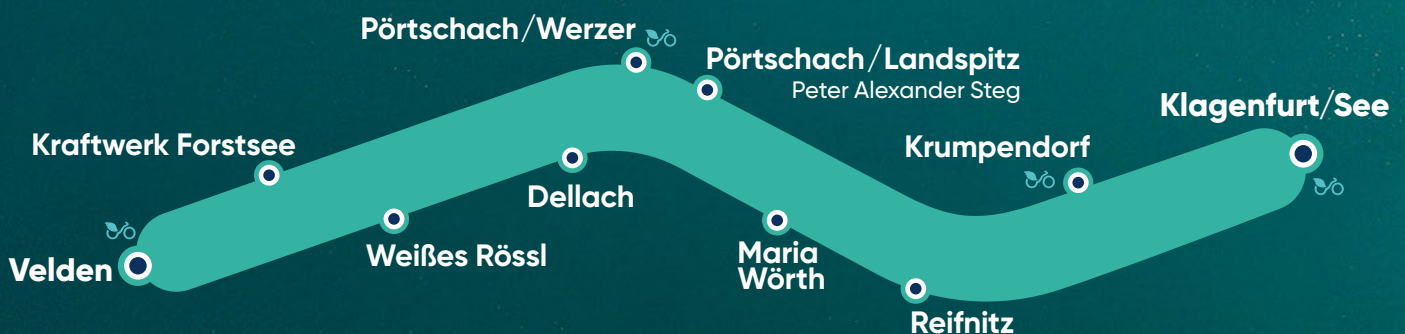 Pörtschach/Werzer
Pörtschach/Landspitz
Peter Alexander Steg
Klagenfurt/See
Kraftwerk Forstsee
Krumpendorf
Dellach
Weißes Rössl
Maria
Wörth
Velden
Reifnitz